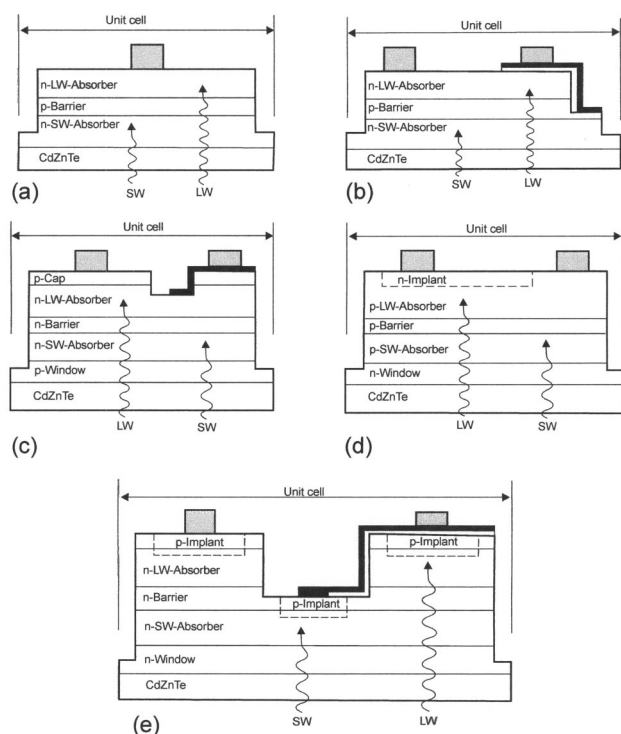 Unit cell
n-LW-Absorber
p-Barrier
n-SW-Absorber
CdZnTe
SW
LW
(a)
Unit cell
n-LW-Absorber
p-Barrier
n-SW-Absorber
CdZnTe
SW
LW
(b)
Unit cell
p-Cap
n-LW-Absorber
n-Barrier
n-SW-Absorber
p-Window
CdZnTe
LW
SW
(c)
Unit cell
n-Implant
p-LW-Absorber
p-Barrier
p-SW-Absorber
n-Window
CdZnTe
LW
SW
(d)
Unit cell
p-Implant
p-Implant
n-LW-Absorber
n-Barrier
p-Implant
n-SW-Absorber
n-Window
CdZnTe
SW
LW
(e)